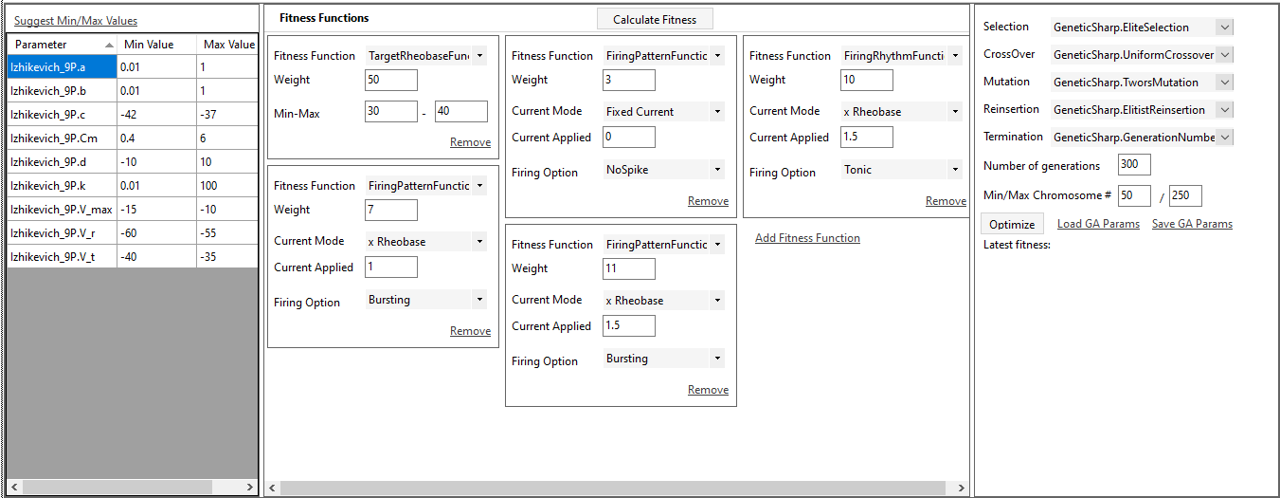 Suggest Min/Max Values
Parameter Min Value Max Value
Izhikevich_9P.a 0.01 1
Izhikevich_9P.b 0.01 1
Izhikevich_9P.c -42 -37
Izhikevich_9P.Cm 0.4 6
Izhikevich_9P.d -10 10
Izhikevich_9P.k 0.01 100
Izhikevich_9P.V_max -15 -10
Izhikevich_9P.V_r -60 -55
Izhikevich_9P.V_t -40 -35
Fitness Functions
Calculate Fitness
Fitness Function TargetRheobaseFun
Weight 50
Min-Max 30 - 40
Remove
Fitness Function FiringPatternFunctic
Weight 7
Current Mode x Rheobase
Current Applied 1
Firing Option Bursting
Remove
Fitness Function FiringPatternFunctic
Weight 3
Current Mode Fixed Current
Current Applied 0
Firing Option NoSpike
Remove
Fitness Function FiringPatternFunctic
Weight 11
Current Mode x Rheobase
Current Applied 1.5
Firing Option Bursting
Remove
Fitness Function FiringRhythmFuncti
Weight 10
Current Mode x Rheobase
Current Applied 1.5
Firing Option Tonic
Remove
Add Fitness Function
Selection GeneticSharp.EliteSelection
CrossOver GeneticSharp.UniformCrossover
Mutation GeneticSharp.TworsMutation
Reinsertion GeneticSharp.ElitistReinsertion
Termination GeneticSharp.GenerationNumbe
Number of generations 300
Min/Max Chromosome # 50 / 250
Optimize Load GA Params Save GA Params
Latest fitness: